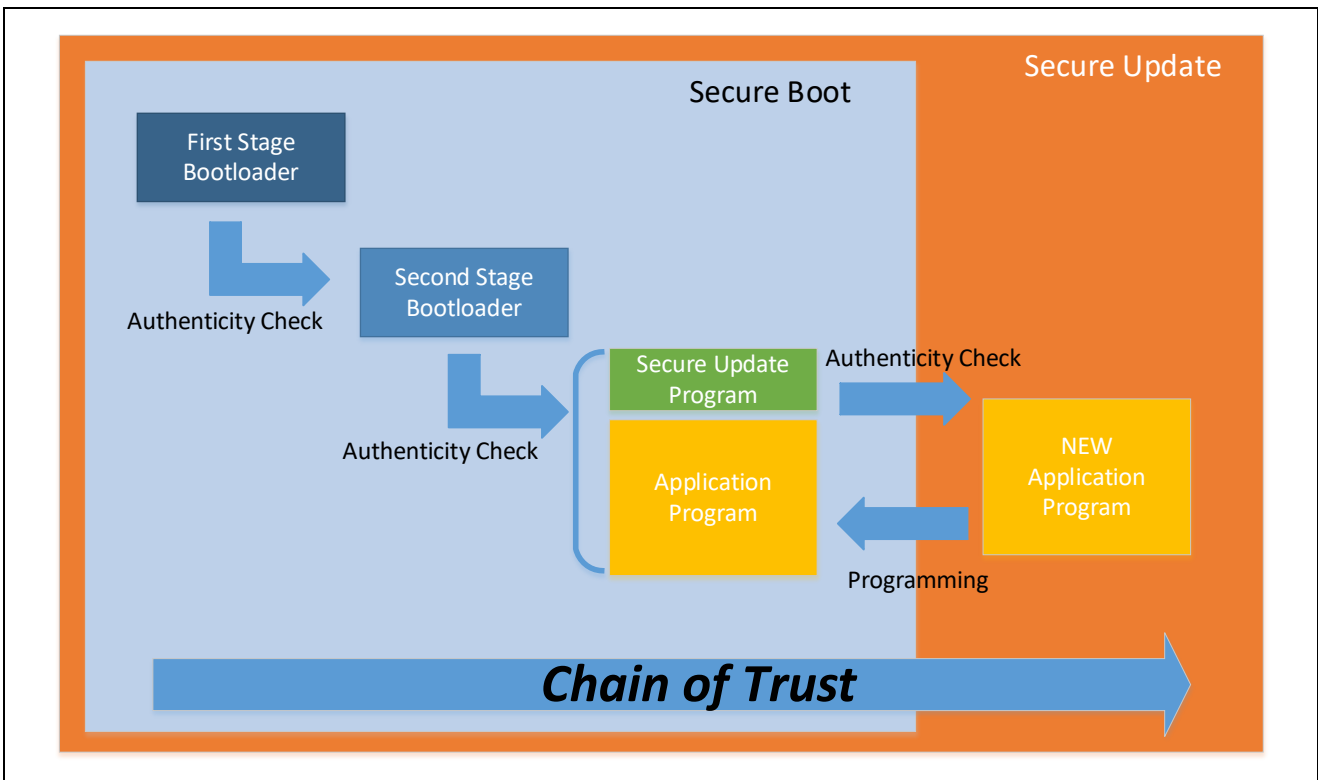 Secure Update
Secure Boot
First Stage
Bootloader
Authenticity Check
Second Stage
Bootloader
Authenticity Check
Secure Update
Program
Authenticity Check
Application
Program
NEW
Application
Program
Programming
Chain of Trust